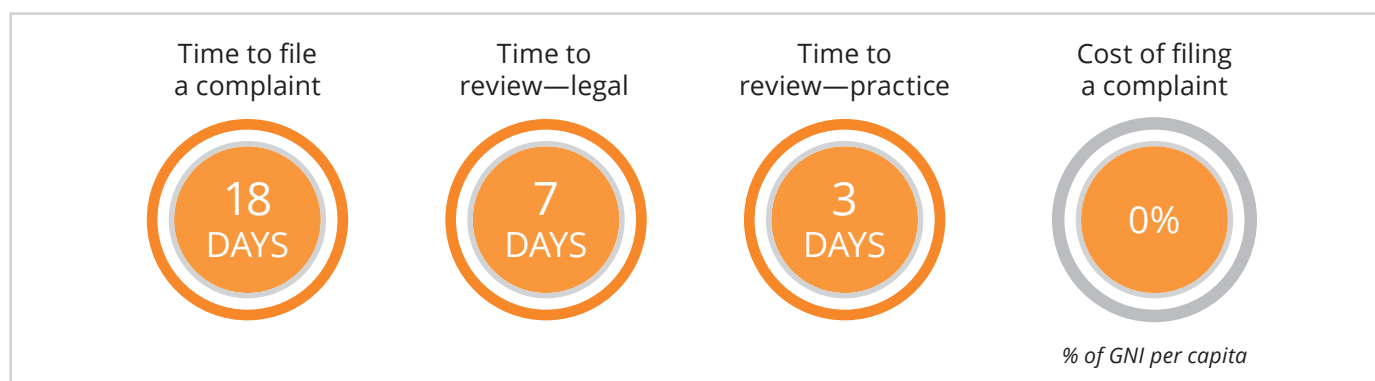 Time to file
a complaint
18
DAYS
Time to
review—legal
7
DAYS
Time to
review—practice
3
DAYS
Cost of filing
a complaint
0%
% of GNI per capita